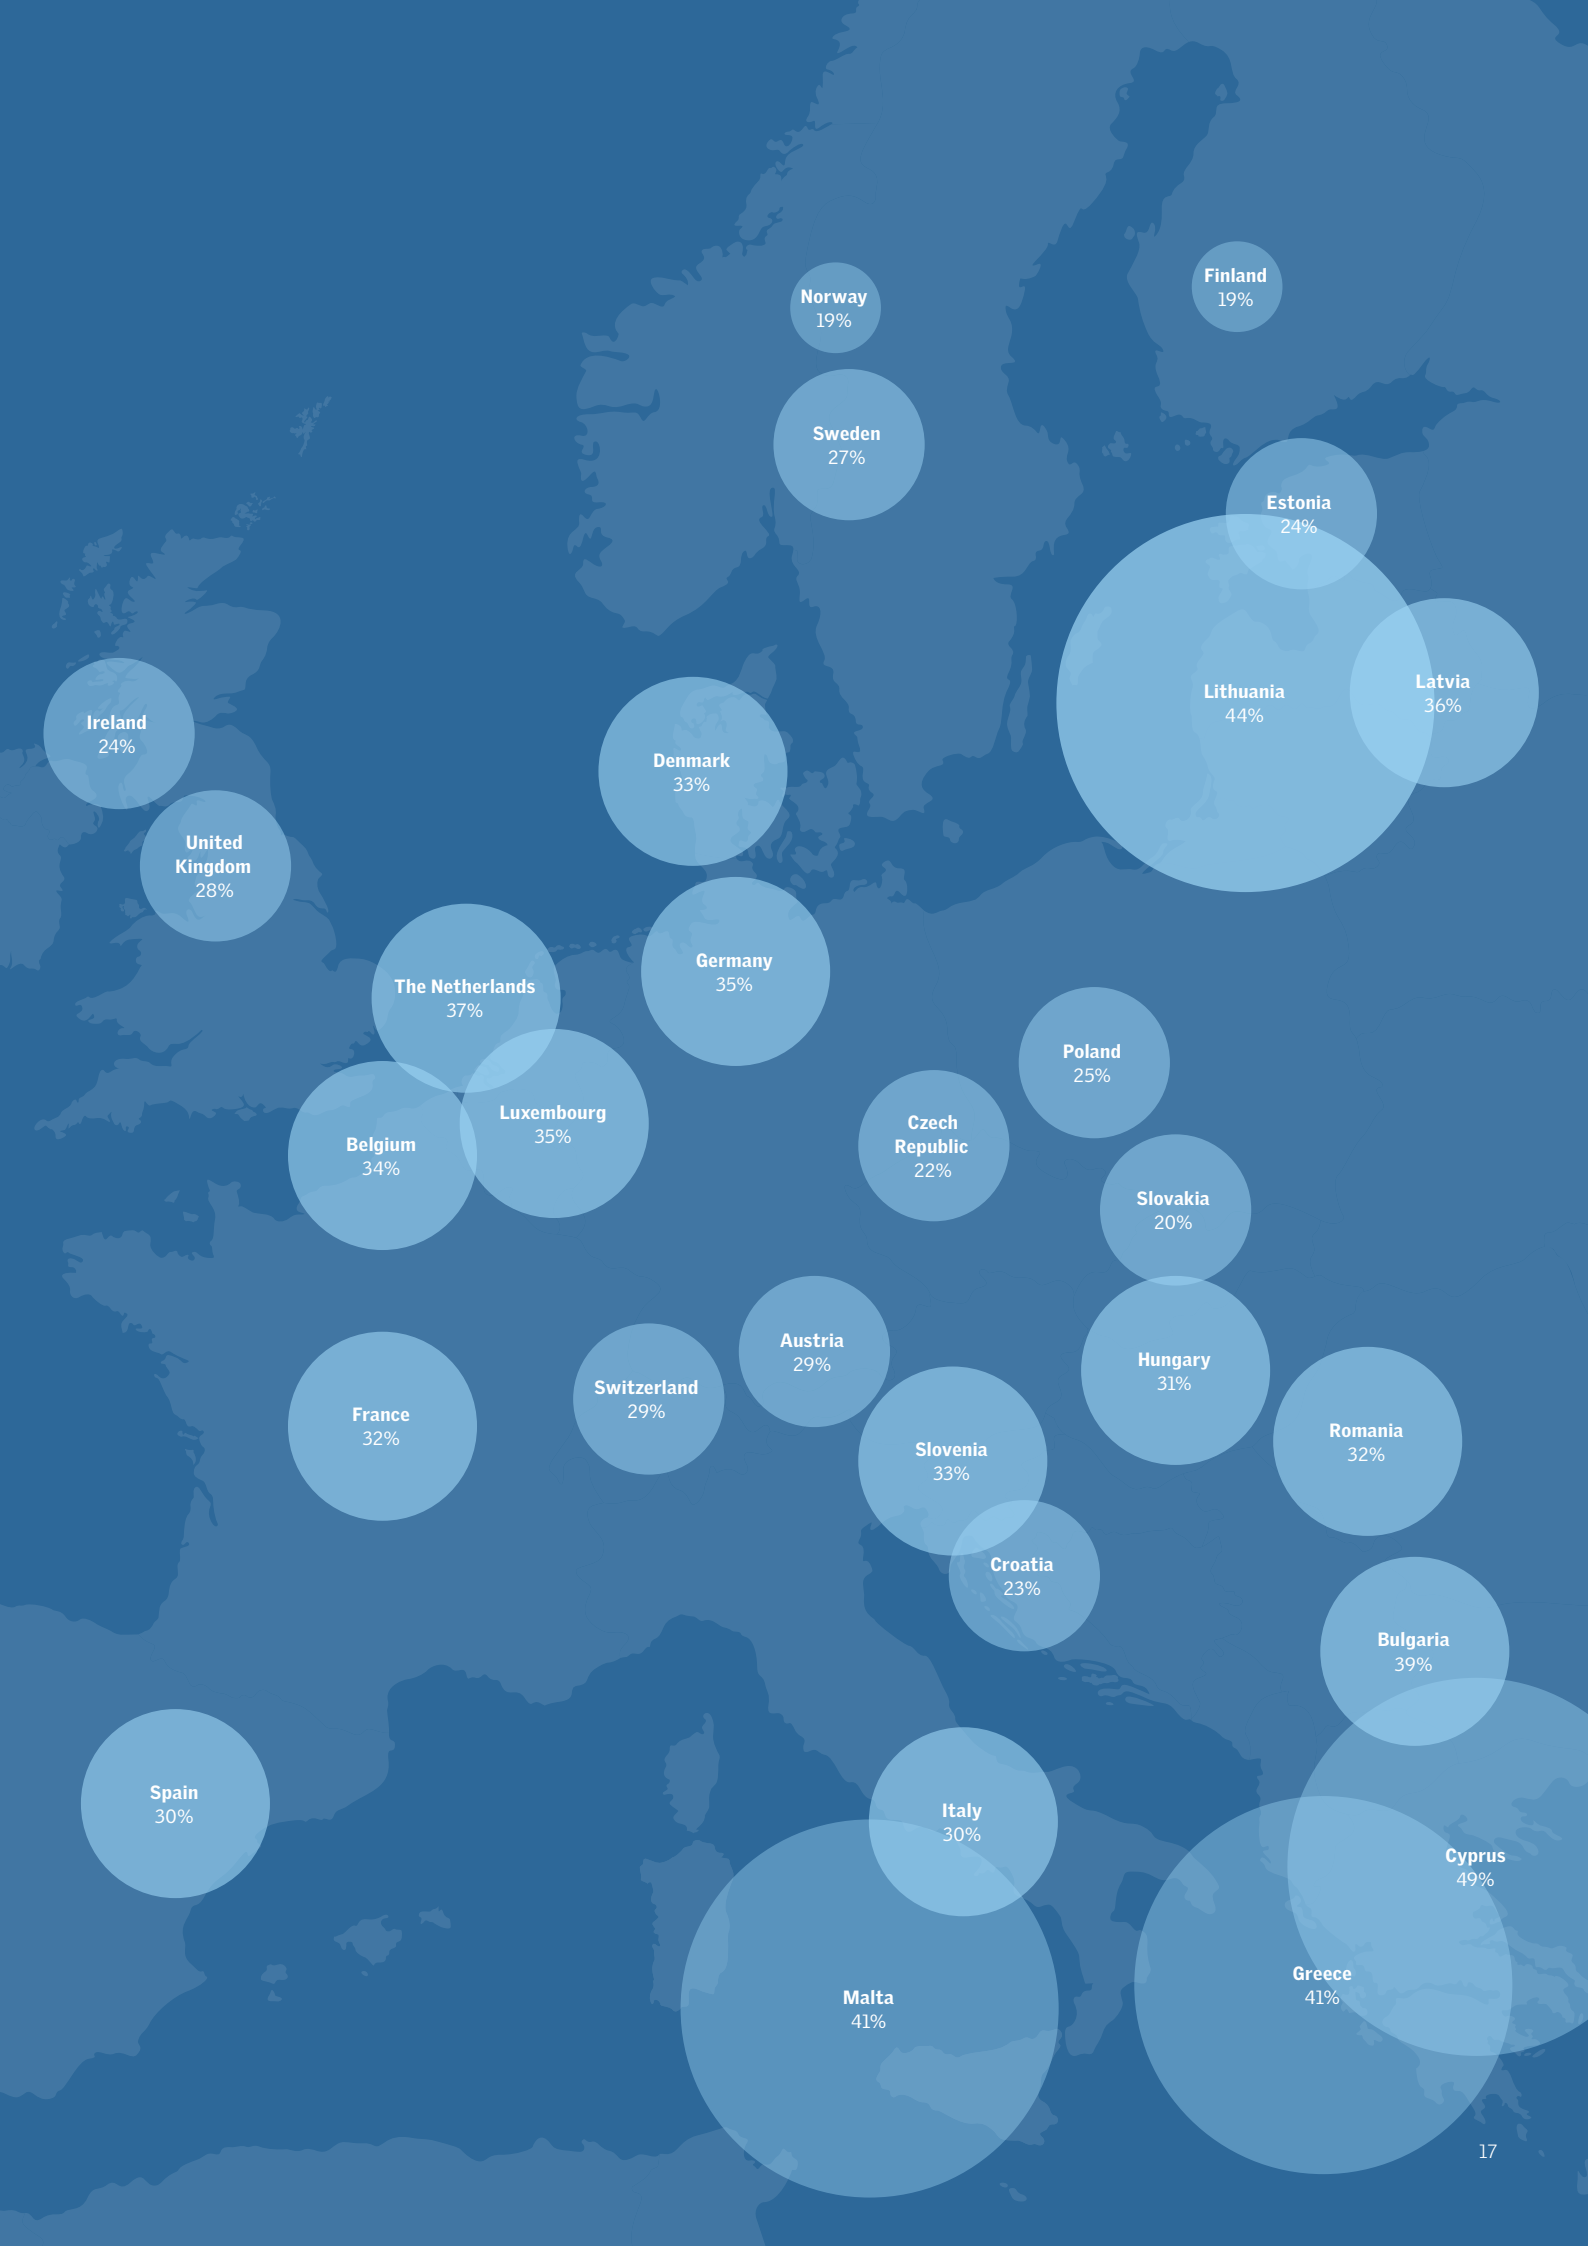 Finland
19%
Norway
19%
Sweden
27%
Estonia
24%
Latvia
36%
Lithuania
44%
Ireland
24%
Denmark
33%
United
Kingdom
28%
Germany
35%
The Netherlands
37%
Poland
25%
Luxembourg
35%
Czech
Republic
22%
Belgium
34%
Slovakia
20%
Austria
29%
Hungary
31%
Switzerland
29%
France
32%
Romania
32%
Slovenia
33%
Croatia
23%
Bulgaria
39%
Spain
30%
Italy
30%
Cyprus
49%
Greece
41%
Malta
41%
17